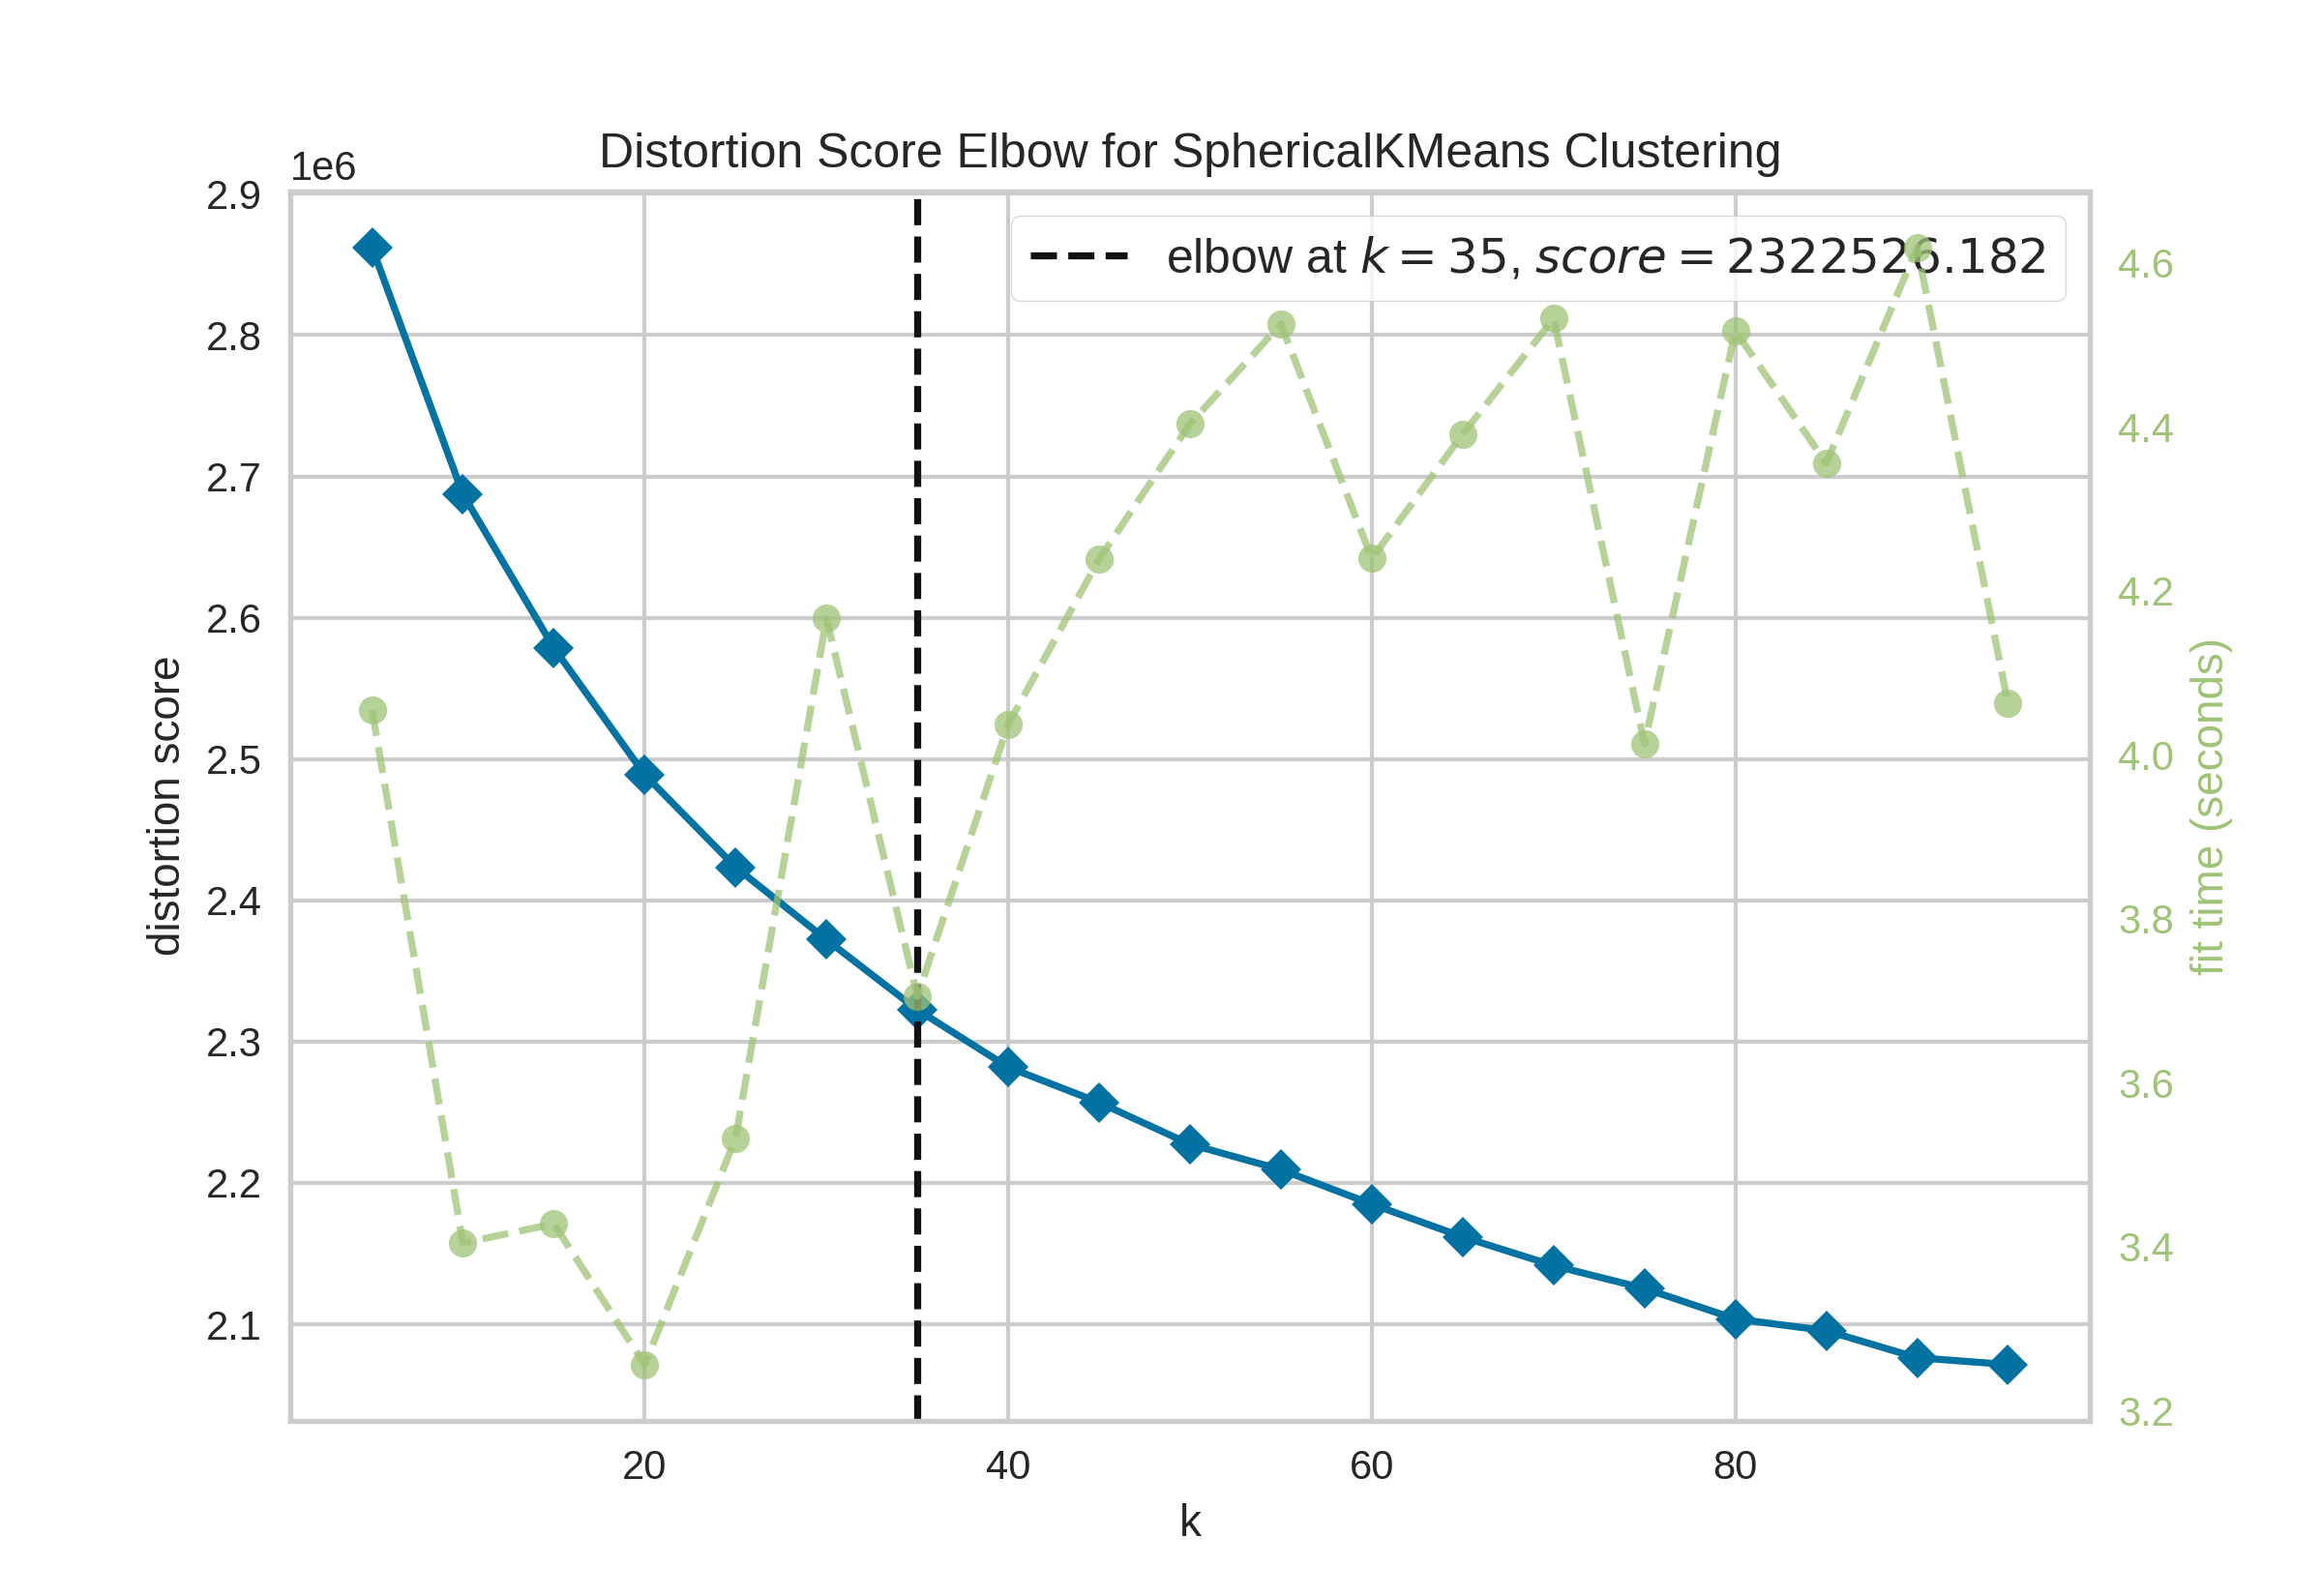 Distortion Score Elbow for SphericalKMeans Clustering
1e6
elbow at k = 35, score = 2322526.182
2.9
2.8
2.7
2.6
2.5
2.4
2.3
2.2
2.1
distortion score
4.6
4.4
4.2
4.0
3.8
3.6
3.4
3.2
fit time (seconds)
20 40 60 80
k